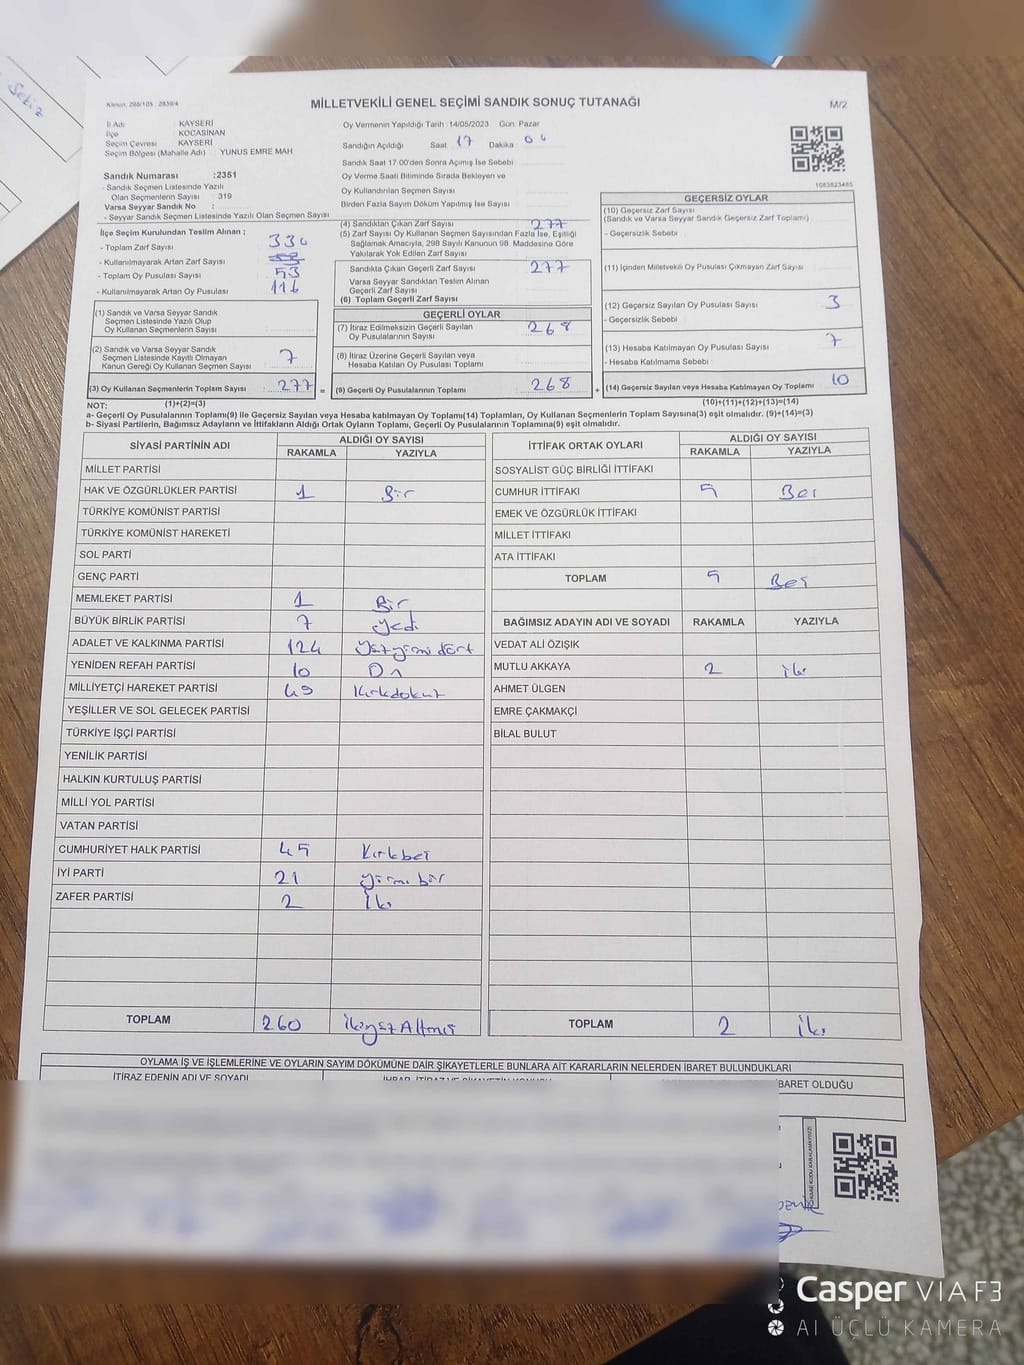 Setiz
Kanun: 298/105 ; 2839/4
MİLLETVEKİLİ GENEL SEÇİMİ SANDIK SONUÇ TUTANAĞI
M/2
İl Adı KAYSERİ
İlçe KOCASİNAN
Seçim Çevresi KAYSERİ
Seçim Bölgesi (Mahalle Adı) YUNUS EMRE MAH
Sandık Numarası :2351
- Sandık Seçmen Listesinde Yazılı
Olan Seçmenlerin Sayısı 319
Varsa Seyyar Sandık No :
- Seyyar Sandık Seçmen Listesinde Yazılı Olan Seçmen Sayısı
İlçe Seçim Kurulundan Teslim Alınan ;
- Toplam Zarf Sayısı 330
- Kullanılmayarak Artan Zarf Sayısı
- Toplam Oy Pusulası Sayısı 53
- Kullanılmayarak Artan Oy Pusulası 116
(1) Sandık ve Varsa Seyyar Sandık
Seçmen Listesinde Yazılı Olup
Oy Kullanan Seçmenlerin Sayısı
(2) Sandık ve Varsa Seyyar Sandık
Seçmen Listesinde Kayıtlı Olmayan
Kanun Gereği Oy Kullanan Seçmen Sayısı 7
(3) Oy Kullanan Seçmenlerin Toplam Sayısı : 277 =
(1)+(2)=(3)
Oy Vermenin Yapıldığı Tarih :14/05/2023 Gün: Pazar
Sandığın Açıldığı Saat 17 Dakika 04
Sandık Saat 17:00'den Sonra Açımış İse Sebebi
Oy Verme Saati Bitiminde Sırada Bekleyen ve
Oy Kullandırılan Seçmen Sayısı
Birden Fazla Sayım Döküm Yapılmış İse Sayısı
(4) Sandıktan Çıkan Zarf Sayısı 277
(5) Zarf Sayısı Oy Kullanan Seçmen Sayısından Fazla İse, Eşitliği
Sağlamak Amacıyla, 298 Sayılı Kanunun 98. Maddesine Göre
Yakılarak Yok Edilen Zarf Sayısı
Sandıkta Çıkan Geçerli Zarf Sayısı 277
Varsa Seyyar Sandıktan Teslim Alınan
Geçerli Zarf Sayısı
(6) Toplam Geçerli Zarf Sayısı
GEÇERLİ OYLAR
(7) İtiraz Edilmeksizin Geçerli Sayılan
Oy Pusulalarının Sayısı 268
(8) İtiraz Üzerine Geçerli Sayılan veya
Hesaba Katılan Oy Pusulası Toplamı
(9) Geçerli Oy Pusulalarının Toplamı 268 +
1083823485
GEÇERSİZ OYLAR
(10) Geçersiz Zarf Sayısı
(Sandık ve Varsa Seyyar Sandık Geçersiz Zarf Toplamı)
- Geçersizlik Sebebi
(11) İçinden Milletvekili Oy Pusulası Çıkmayan Zarf Sayısı
(12) Geçersiz Sayılan Oy Pusulası Sayısı 3
- Geçersizlik Sebebi :
(13) Hesaba Katılmayan Oy Pusulası Sayısı 7
- Hesaba Katılmama Sebebi :
(14) Geçersiz Sayılan veya Hesaba Katılmayan Oy Toplamı 10
(10)+(11)+(12)+(13)=(14)
NOT:
a- Geçerli Oy Pusulalarının Toplamı(9) ile Geçersiz Sayılan veya Hesaba katılmayan Oy Toplamı(14) Toplamları, Oy Kullanan Seçmenlerin Toplam Sayısına(3) eşit olmalıdır. (9)+(14)=(3)
b- Siyasi Partilerin, Bağımsız Adayların ve İttifakların Aldığı Ortak Oyların Toplamı, Geçerli Oy Pusulalarının Toplamına(9) eşit olmalıdır.
SİYASİ PARTİNİN ADI ALDIĞI OY SAYISI
RAKAMLA YAZIYLA
MİLLET PARTİSİ
HAK VE ÖZGÜRLÜKLER PARTİSİ 1 Bir
TÜRKİYE KOMÜNİST PARTİSİ
TÜRKİYE KOMÜNİST HAREKETİ
SOL PARTİ
GENÇ PARTİ
MEMLEKET PARTİSİ 1 Bir
BÜYÜK BİRLİK PARTİSİ 7 Yedi
ADALET VE KALKINMA PARTİSİ 124 Yüzyirmi dört
YENİDEN REFAH PARTİSİ 10 On
MİLLİYETÇİ HAREKET PARTİSİ 49 Kırkdokuz
YEŞİLLER VE SOL GELECEK PARTİSİ
TÜRKİYE İŞÇİ PARTİSİ
YENİLİK PARTİSİ
HALKIN KURTULUŞ PARTİSİ
MİLLİ YOL PARTİSİ
VATAN PARTİSİ
CUMHURİYET HALK PARTİSİ 45 Kırkbeş
İYİ PARTİ 21 Yirmi bir
ZAFER PARTİSİ 2 İki
TOPLAM 260 İkiyüz Altmış
İTTİFAK ORTAK OYLARI ALDIĞI OY SAYISI
RAKAMLA YAZIYLA
SOSYALİST GÜÇ BİRLİĞİ İTTİFAKI
CUMHUR İTTİFAKI 5 Beş
EMEK VE ÖZGÜRLÜK İTTİFAKI
MİLLET İTTİFAKI
ATA İTTİFAKI
TOPLAM 5 Beş
BAĞIMSIZ ADAYIN ADI VE SOYADI RAKAMLA YAZIYLA
VEDAT ALİ ÖZIŞIK
MUTLU AKKAYA 2 iki
AHMET ÜLGEN
EMRE ÇAKMAKÇİ
BİLAL BULUT
TOPLAM 2 iki
OYLAMA İŞ VE İŞLEMLERİNE VE OYLARIN SAYIM DÖKÜMÜNE DAİR ŞİKAYETLERLE BUNLARA AİT KARARLARIN NELERDEN İBARET BULUNDUKLARI
İTİRAZ EDENİN ADI VE SOYADI
İBARET OLDUĞU
Casper VIA F3
AI ÜÇLÜ KAMERA